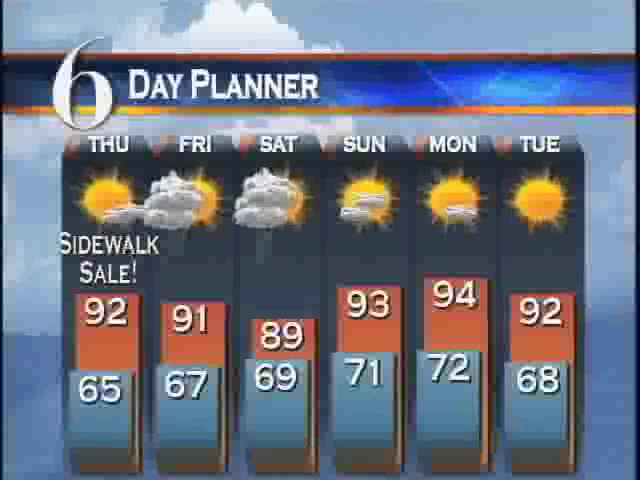 6 DAY PLANNER
THU FRI SAT SUN MON TUE
SIDEWALK
SALE!
92 91 89 93 94 92
65 67 69 71 72 68